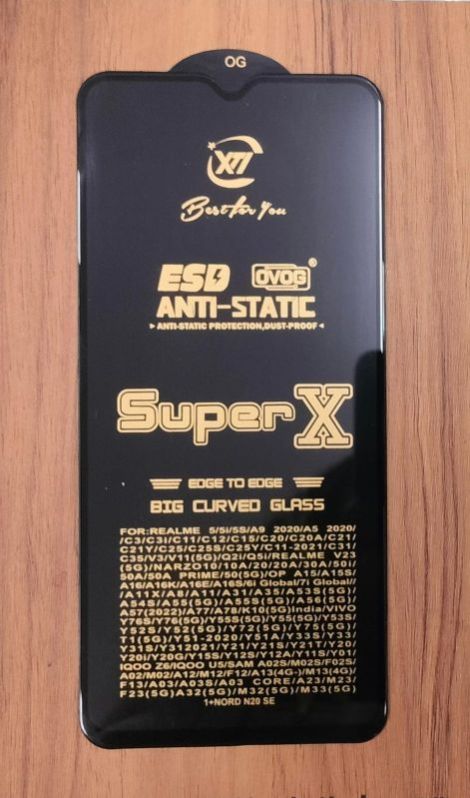 OG
XTI
Best for You
ESD OVOG®
ANTI-STATIC
ANTI-STATIC PROTECTION,DUST-PROOF
Super X
EDGE TO EDGE
BIG CURVED GLASS
FOR:REALME 5/5i/5S/A9 2020/A5 2020/
/C3/C3i/C11/C12/C15/C20/C20A/C21/
C21Y/C25/C25S/C25Y/C11-2021/C31/
C35/V3/V11(5G)/Q2i/Q5i/REALME V23
(5G)/NARZO10/10A/20/20A/30A/50i/
50A/50A PRIME/50(5G)/OP A15/A15S/
A16/A16K/A16E/A16S/6i Global/7i Global//
/A11X/A8/A11/A31/A35/A53S(5G)/
A54S/A55(5G)/A55S(5G)/A56(5G)/
A57(2022)/A77/A78/K10(5G)India/VIVO
Y76S/Y76(5G)/Y55S(5G)/Y55(5G)/Y53S/
Y52S/Y52(5G)/Y72(5G)/Y75(5G)/
T1(5G)/Y51-2020/Y51A/Y33S/Y33/
Y31S/Y312021/Y21/Y21S/Y21T/Y20/
Y20i/Y20G/Y15S/Y12S/Y12A/Y11S/Y01/
IQOO Z6/IQOO U5/SAM A02S/M02S/F02S/
A02/M02/A12/M12/F12/A13(4G-)/M13(4G)/
F13/A03/A03S/A03 CORE/A23/M23/
F23(5G)A32(5G)/M32(5G)/M33(5G)
1+NORD N20 SE